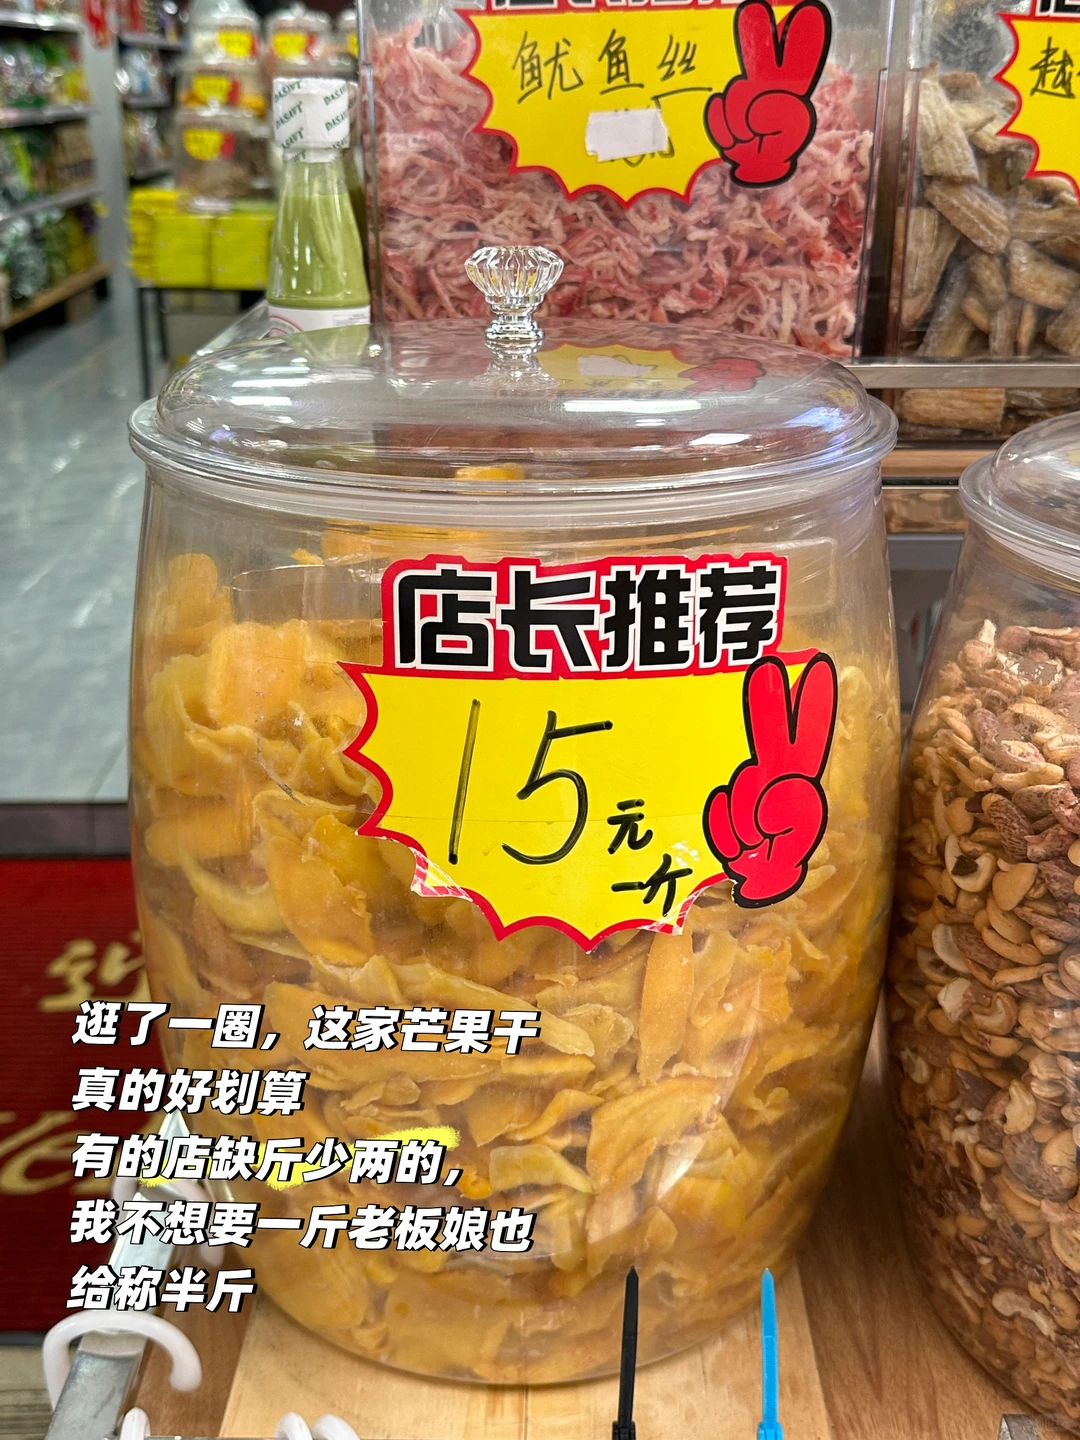 鱿鱼丝
越
DASITY
店长推荐
15元
一斤
逛了一圈，这家芒果干
真的好划算
有的店缺斤少两的，
我不想要一斤老板娘也
给称半斤